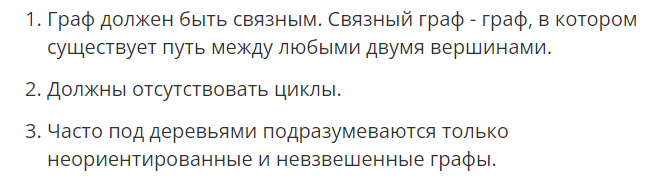 1. Граф должен быть связным. Связный граф - граф, в котором
существует путь между любыми двумя вершинами.
2. Должны отсутствовать циклы.
3. Часто под деревьями подразумеваются только
неориентированные и невзвешенные графы.